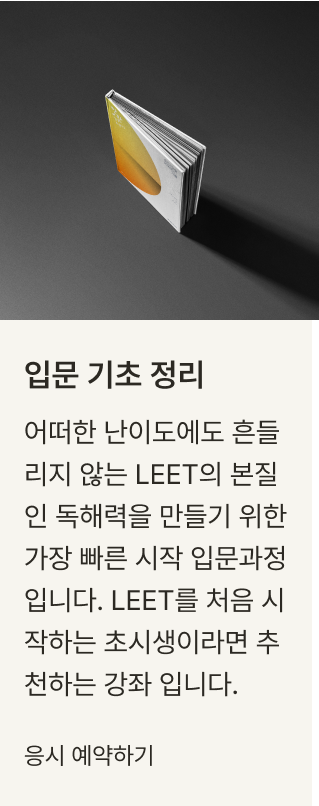 입문 기초 정리
어떠한 난이도에도 흔들
리지 않는 LEET의 본질
인 독해력을 만들기 위한
가장 빠른 시작 입문과정
입니다. LEET를 처음 시
작하는 초시생이라면 추
천하는 강좌 입니다.
응시 예약하기